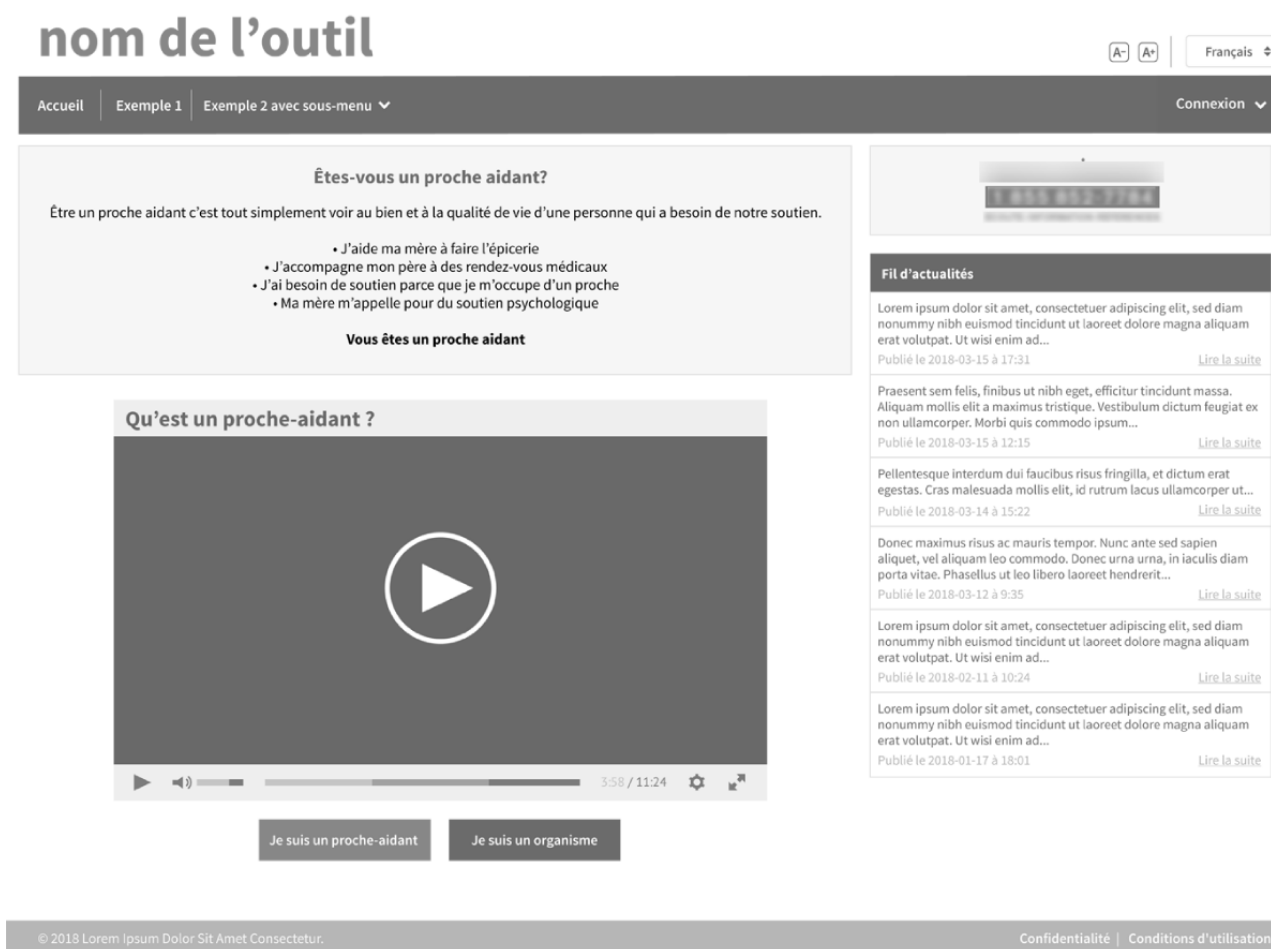 nom de l’outil
A- A+ Français
Accueil Exemple 1 Exemple 2 avec sous-menu Connexion
Êtes-vous un proche aidant?
Être un proche aidant c’est tout simplement voir au bien et à la qualité de vie d’une personne qui a besoin de notre soutien.
• J’aide ma mère à faire l’épicerie
• J’accompagne mon père à des rendez-vous médicaux
• J’ai besoin de soutien parce que je m’occupe d’un proche
• Ma mère m’appelle pour du soutien psychologique
Vous êtes un proche aidant
Qu’est un proche-aidant ?
3:58 / 11:24
Je suis un proche-aidant
Je suis un organisme
Fil d’actualités
Lorem ipsum dolor sit amet, consectetuer adipiscing elit, sed diam
nonummy nibh euismod tincidunt ut laoreet dolore magna aliquam
erat volutpat. Ut wisi enim ad...
Publié le 2018-03-15 à 17:31 Lire la suite
Praesent sem felis, finibus ut nibh eget, efficitur tincidunt massa.
Aliquam mollis elit a maximus tristique. Vestibulum dictum feugiat ex
non ullamcorper. Morbi quis commodo ipsum...
Publié le 2018-03-15 à 12:15 Lire la suite
Pellentesque interdum dui faucibus risus fringilla, et dictum erat
egestas. Cras malesuada mollis elit, id rutrum lacus ullamcorper ut...
Publié le 2018-03-14 à 15:22 Lire la suite
Donec maximus risus ac mauris tempor. Nunc ante sed sapien
aliquet, vel aliquam leo commodo. Donec urna urna, in iaculis diam
porta vitae. Phasellus ut leo libero laoreet hendrerit...
Publié le 2018-03-12 à 9:35 Lire la suite
Lorem ipsum dolor sit amet, consectetuer adipiscing elit, sed diam
nonummy nibh euismod tincidunt ut laoreet dolore magna aliquam
erat volutpat. Ut wisi enim ad...
Publié le 2018-02-11 à 10:24 Lire la suite
Lorem ipsum dolor sit amet, consectetuer adipiscing elit, sed diam
nonummy nibh euismod tincidunt ut laoreet dolore magna aliquam
erat volutpat. Ut wisi enim ad...
Publié le 2018-01-17 à 18:01 Lire la suite
© 2018 Lorem Ipsum Dolor Sit Amet Consectetur. Confidentialité | Conditions d'utilisation